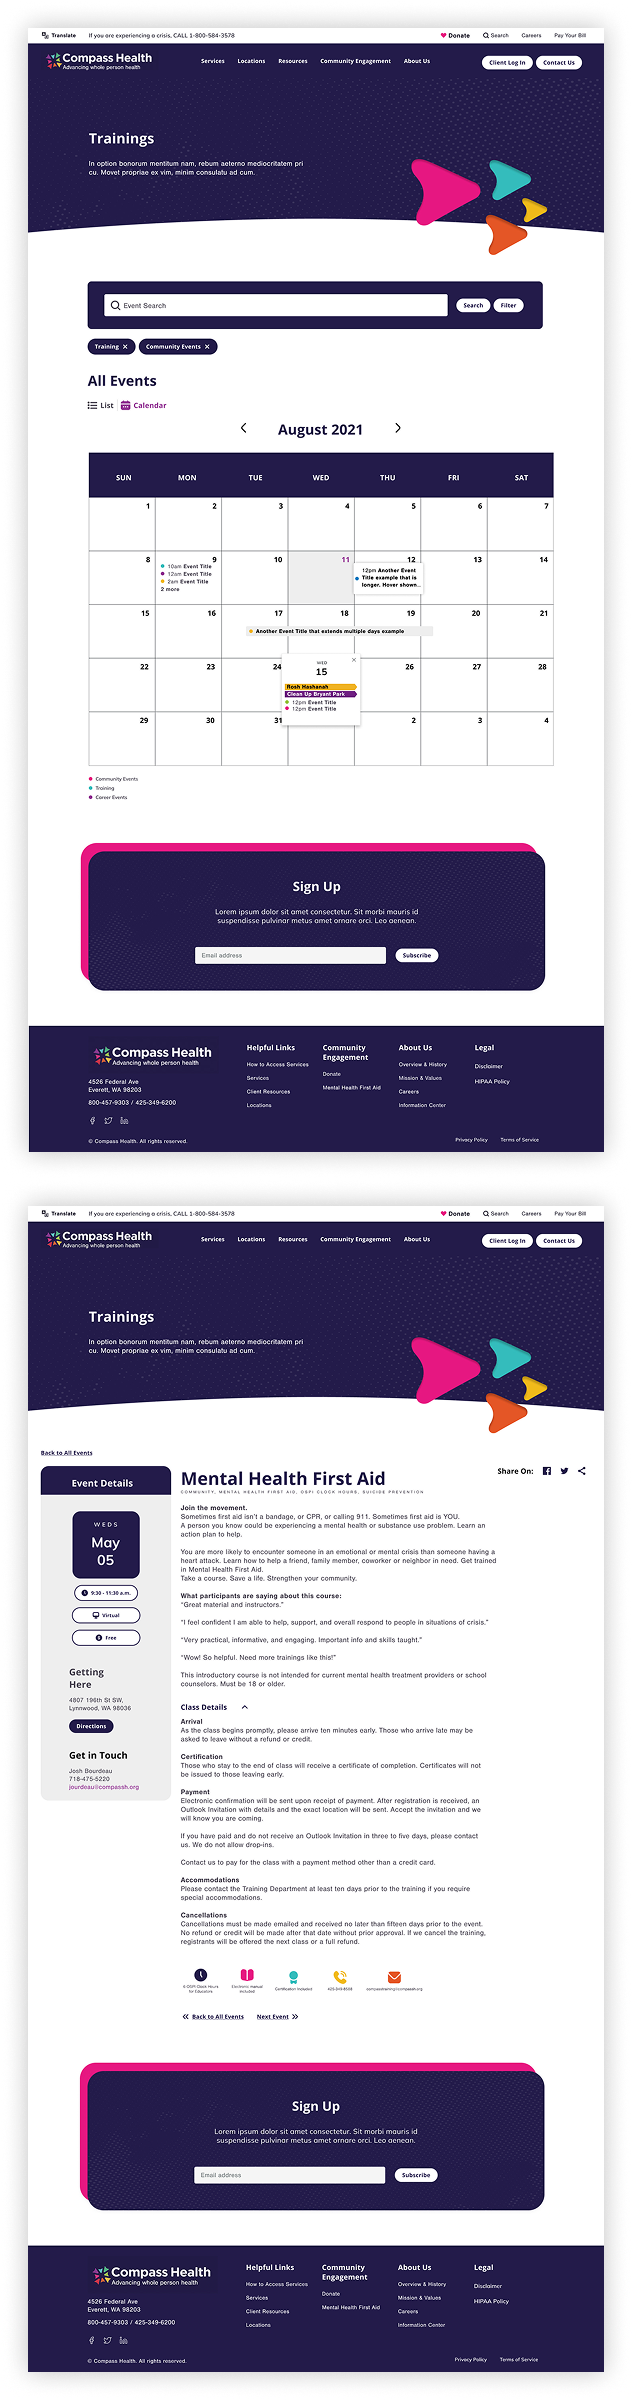 Translate If you are experiencing a crisis, CALL 1-800-584-3578 Donate Search Careers Pay Your Bill
Compass Health
Advancing whole person health
Services Locations Resources Community Engagement About Us Client Log In Contact Us
Trainings
In option bonorum mentitum nam, rebum aeterno mediocritatem pri
cu. Movet propriae ex vim, minim consulatu ad cum.
Event Search Search Filter
Training × Community Events ×
All Events
List Calendar
August 2021
SUN MON TUE WED THU FRI SAT
1 2 3 4 5 6 7
8 9 10 11 12 13 14
10am Event Title
12am Event Title
2am Event Title
2 more
12pm Another Event
Title example that is
longer. Hover shown...
15 16 17 18 19 20 21
Another Event Title that extends multiple days example
22 23 24 26 27 28
WED
15
Rosh Hashanah
Clean Up Bryant Park
12pm Event Title
12pm Event Title
29 30 31 2 3 4
Community Events
Training
Career Events
Sign Up
Lorem ipsum dolor sit amet consectetur. Sit morbi mauris id
suspendisse pulvinar metus amet ornare orci. Leo aenean.
Email address Subscribe
Compass Health
Advancing whole person health
4526 Federal Ave
Everett, WA 98203
800-457-9303 / 425-349-6200
Helpful Links
How to Access Services
Services
Client Resources
Locations
Community
Engagement
Donate
Mental Health First Aid
About Us
Overview & History
Mission & Values
Careers
Information Center
Legal
Disclaimer
HIPAA Policy
© Compass Health. All rights reserved. Privacy Policy Terms of Service
Translate If you are experiencing a crisis, CALL 1-800-584-3578 Donate Search Careers Pay Your Bill
Compass Health
Advancing whole person health
Services Locations Resources Community Engagement About Us Client Log In Contact Us
Trainings
In option bonorum mentitum nam, rebum aeterno mediocritatem pri
cu. Movet propriae ex vim, minim consulatu ad cum.
Back to All Events
Event Details
WEDS
May
05
9:30 - 11:30 a.m.
Virtual
Free
Getting
Here
4807 196th St SW,
Lynnwood, WA 98036
Directions
Get in Touch
Josh Bourdeau
718-475-5220
jourdeau@compassh.org
Mental Health First Aid
Share On:
COMMUNITY, MENTAL HEALTH FIRST AID, OSPI CLOCK HOURS, SUICIDE PREVENTION
Join the movement.
Sometimes first aid isn't a bandage, or CPR, or calling 911. Sometimes first aid is YOU.
A person you know could be experiencing a mental health or substance use problem. Learn an
action plan to help.
You are more likely to encounter someone in an emotional or mental crisis than someone having a
heart attack. Learn how to help a friend, family member, coworker or neighbor in need. Get trained
in Mental Health First Aid.
Take a course. Save a life. Strengthen your community.
What participants are saying about this course:
"Great material and instructors."
"I feel confident I am able to help, support, and overall respond to people in situations of crisis."
"Very practical, informative, and engaging. Important info and skills taught."
"Wow! So helpful. Need more trainings like this!"
This introductory course is not intended for current mental health treatment providers or school
counselors. Must be 18 or older.
Class Details
Arrival
As the class begins promptly, please arrive ten minutes early. Those who arrive late may be
asked to leave without a refund or credit.
Certification
Those who stay to the end of class will receive a certificate of completion. Certificates will not
be issued to those leaving early.
Payment
Electronic confirmation will be sent upon receipt of payment. After registration is received, an
Outlook Invitation with details and the exact location will be sent. Accept the invitation and we
will know you are coming.
If you have paid and do not receive an Outlook Invitation in three to five days, please contact
us. We do not allow drop-ins.
Contact us to pay for the class with a payment method other than a credit card.
Accommodations
Please contact the Training Department at least ten days prior to the training if you require
special accommodations.
Cancellations
Cancellations must be made emailed and received no later than fifteen days prior to the event.
No refund or credit will be made after that date without prior approval. If we cancel the training,
registrants will be offered the next class or a full refund.
OSPI Clock Hours
for Educators
Electronic manual
included
Certification Included
compasstraining@compassh.org
Back to All Events Next Event
Sign Up
Lorem ipsum dolor sit amet consectetur. Sit morbi mauris id
suspendisse pulvinar metus amet ornare orci. Leo aenean.
Email address Subscribe
Compass Health
Advancing whole person health
4526 Federal Ave
Everett, WA 98203
800-457-9303 / 425-349-6200
Helpful Links
How to Access Services
Services
Client Resources
Locations
Community
Engagement
Donate
Mental Health First Aid
About Us
Overview & History
Mission & Values
Careers
Information Center
Legal
Disclaimer
HIPAA Policy
© Compass Health. All rights reserved. Privacy Policy Terms of Service